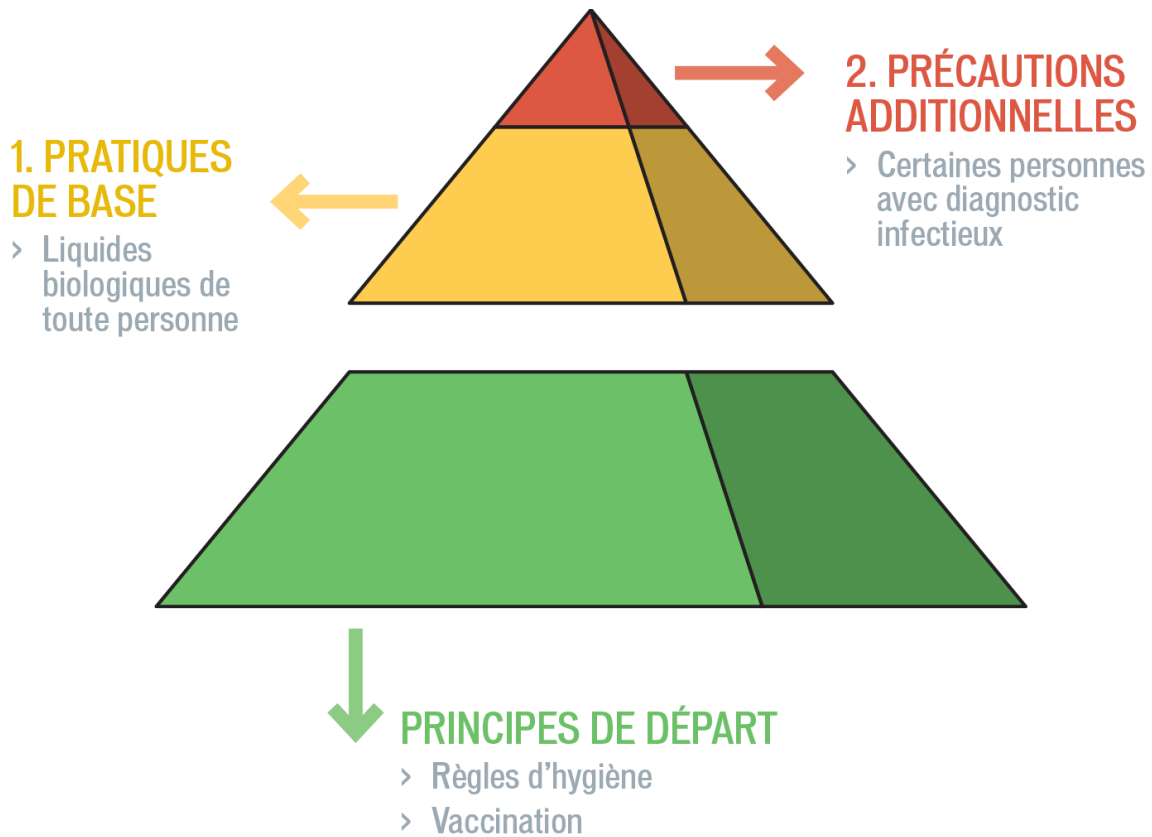 1. PRATIQUES
DE BASE
› Liquides
biologiques de
toute personne
2. PRÉCAUTIONS
ADDITIONNELLES
› Certaines personnes
avec diagnostic
infectieux
PRINCIPES DE DÉPART
› Règles d’hygiène
› Vaccination